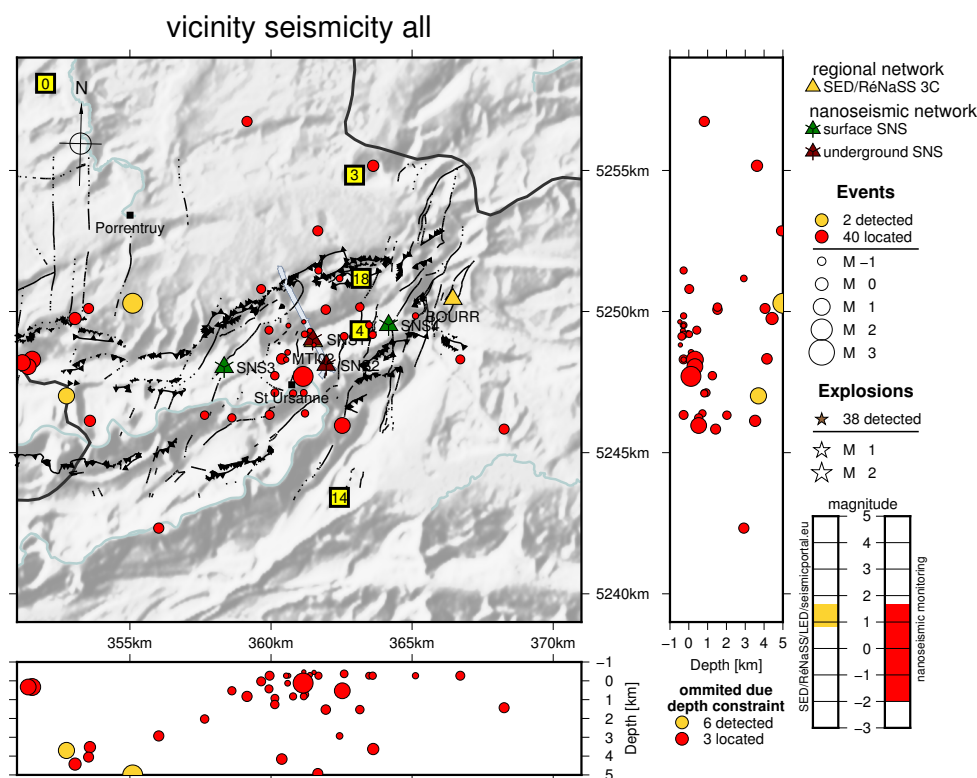 vicinity seismicity all
0
N
3
Porrentruy
18
4
BOURR
SNS4
SNS1
MTI02
SNS2
SNS3
St Ursanne
14
5255km
5250km
5245km
5240km
355km
360km
365km
370km
−1
0
1
2
3
4
5
Depth [km]
−1 0 1 2 3 4 5
Depth [km]
ommited due
depth constraint
6 detected
3 located
regional network
SED/RéNaSS 3C
nanoseismic network
surface SNS
underground SNS
Events
2 detected
40 located
M −1
M 0
M 1
M 2
M 3
Explosions
38 detected
M 1
M 2
magnitude
5
4
3
2
1
0
−1
−2
−3
SED/RéNaSS/LED/seismicportal.eu
nanoseismic monitoring